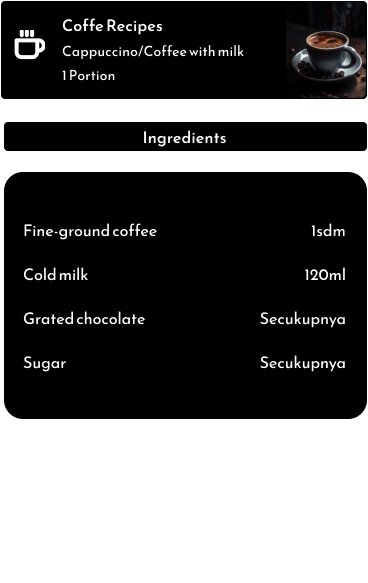 Coffe Recipes
Cappuccino/Coffee with milk
1 Portion
Ingredients
Fine-ground coffee 1sdm
Cold milk 120ml
Grated chocolate Secukupnya
Sugar Secukupnya